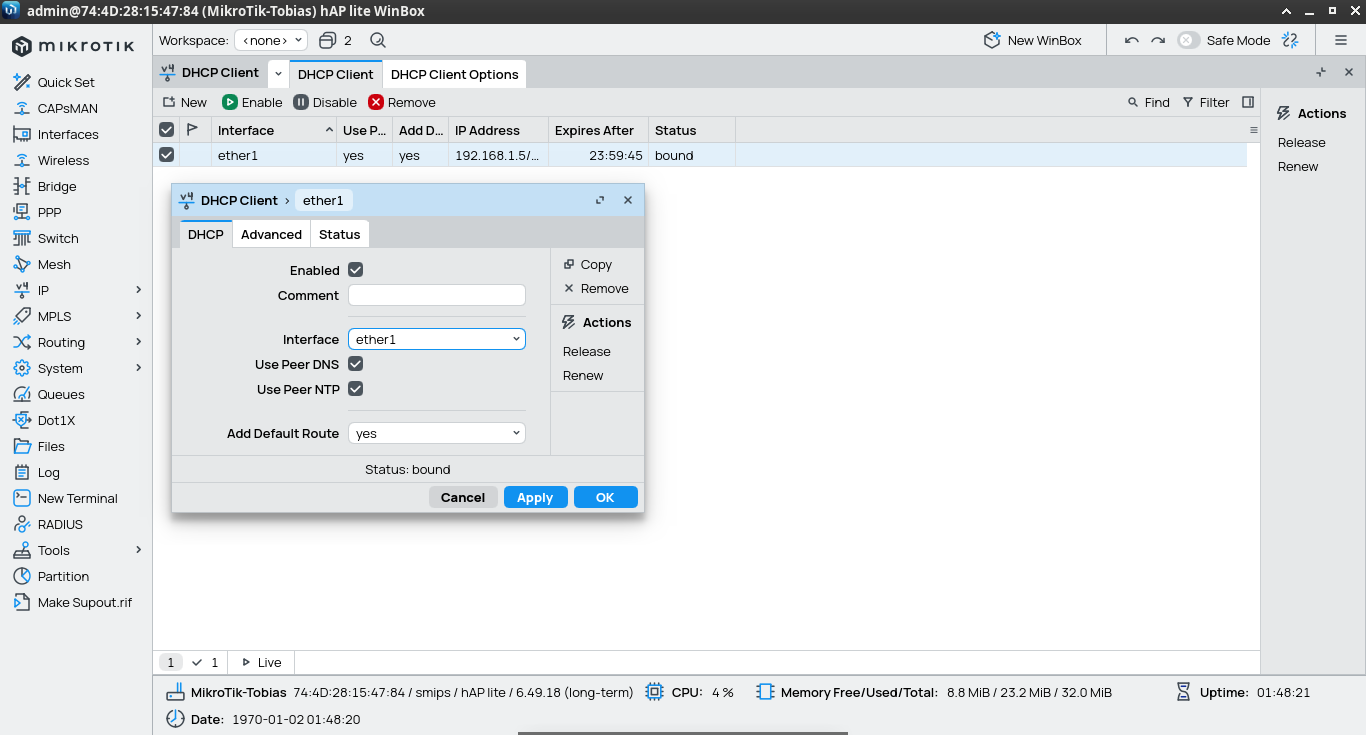 admin@74:4D:28:15:47:84 (MikroTik-Tobias) hAP lite WinBox
MIKROTIK
Workspace: <none> 2 New WinBox Safe Mode
Quick Set
CAPsMAN
Interfaces
Wireless
Bridge
PPP
Switch
Mesh
v4 IP
MPLS
Routing
System
Queues
Dot1X
Files
Log
New Terminal
RADIUS
Tools
Partition
Make Supout.rif
v4 DHCP Client DHCP Client DHCP Client Options
New Enable Disable Remove Find Filter
Interface Use P... Add D... IP Address Expires After Status
ether1 yes yes 192.168.1.5/... 23:59:45 bound
Actions
Release
Renew
v4 DHCP Client > ether1
DHCP Advanced Status
Enabled
Comment
Interface ether1
Use Peer DNS
Use Peer NTP
Add Default Route yes
Copy
Remove
Actions
Release
Renew
Status: bound
Cancel Apply OK
1 1 Live
MikroTik-Tobias 74:4D:28:15:47:84 / smips / hAP lite / 6.49.18 (long-term) CPU: 4 % Memory Free/Used/Total: 8.8 MiB / 23.2 MiB / 32.0 MiB Uptime: 01:48:21
Date: 1970-01-02 01:48:20